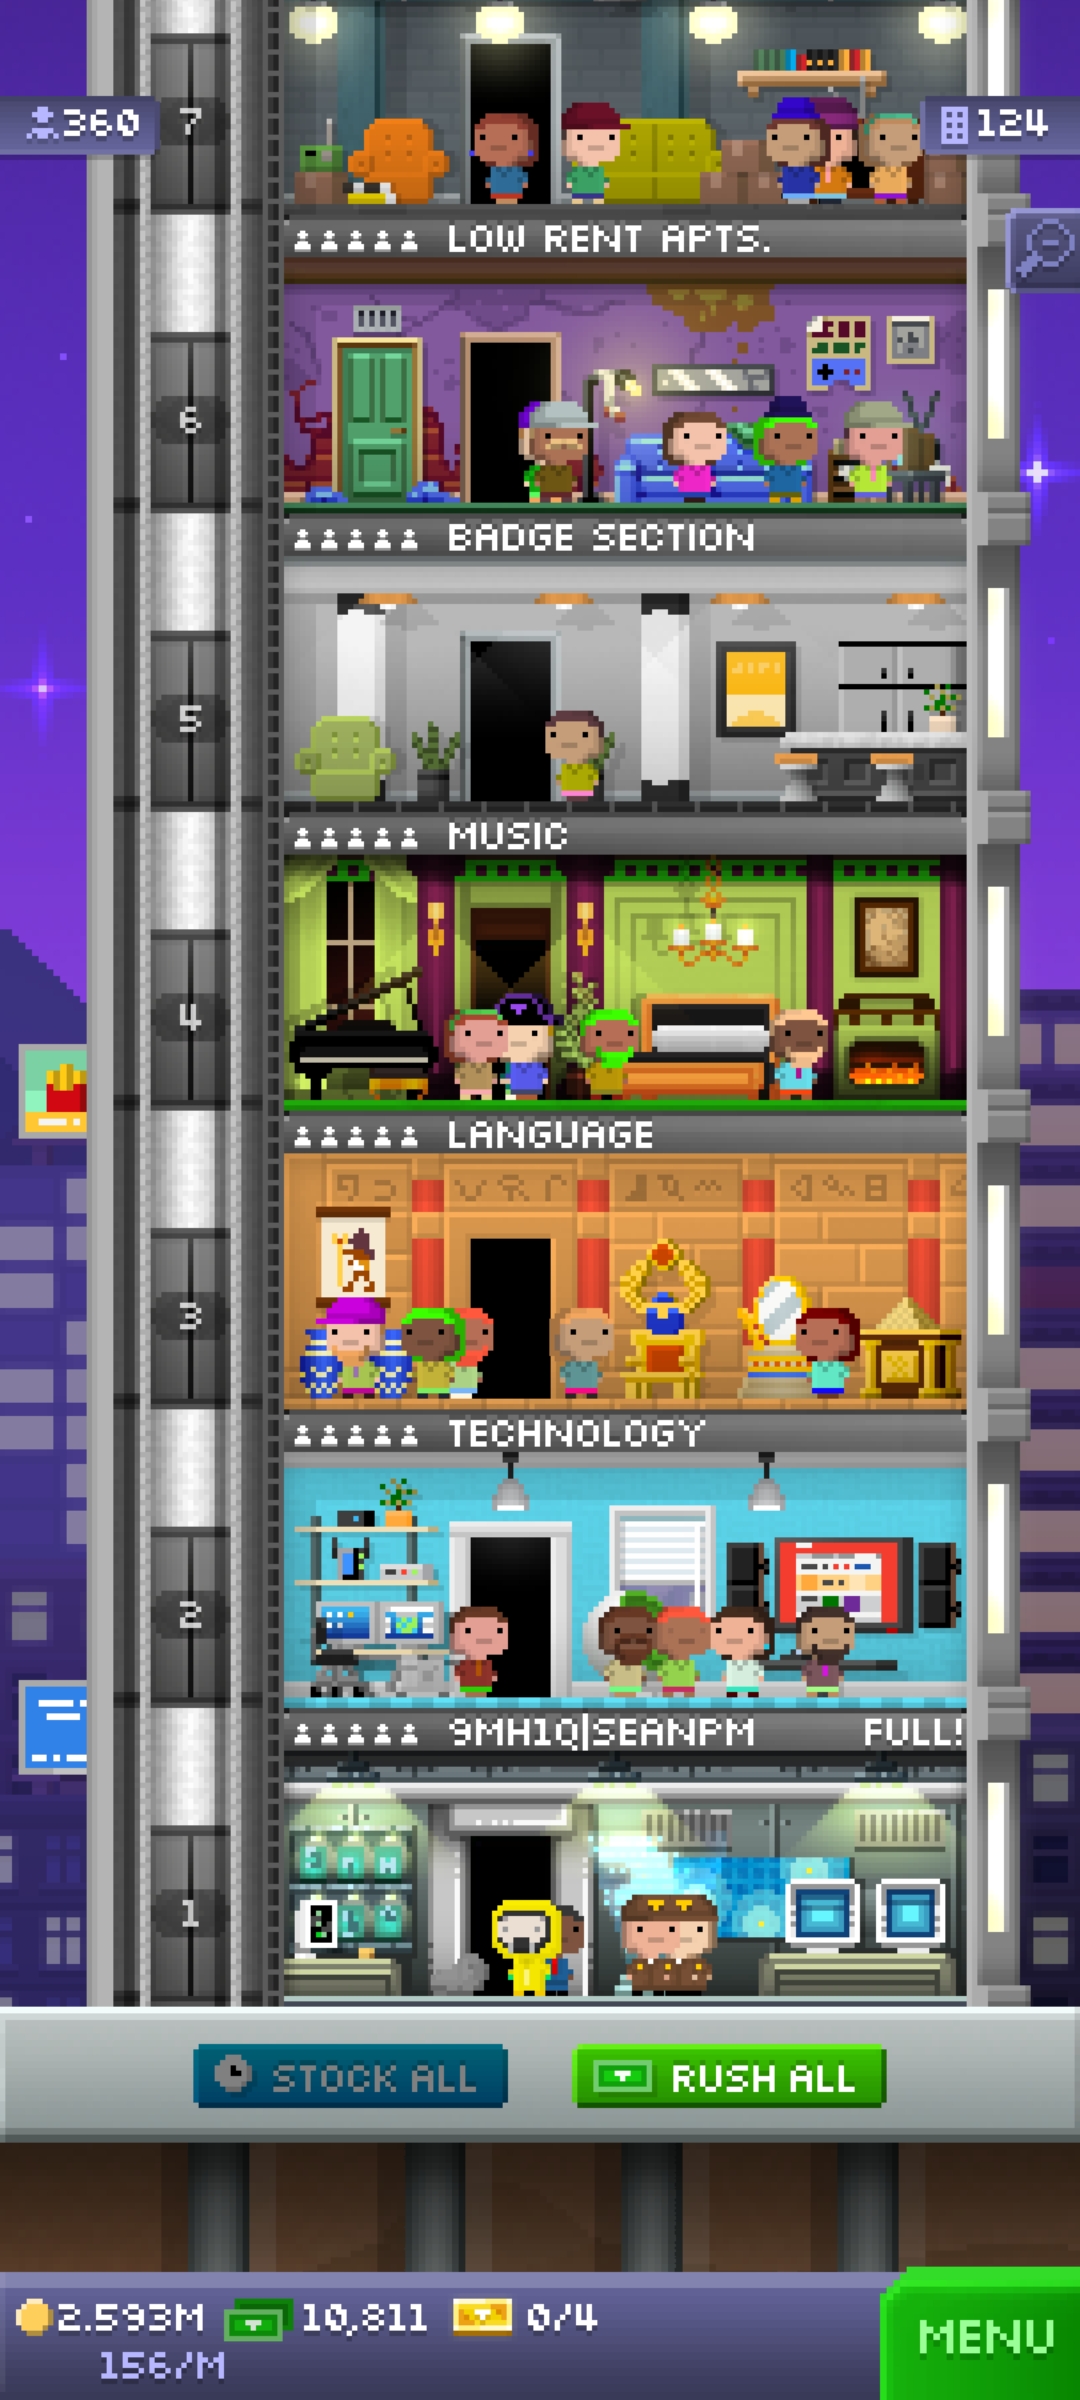 7
360
124
LOW RENT APTS.
6
BADGE SECTION
5
MUSIC
4
LANGUAGE
3
TECHNOLOGY
2
9MH1Q|SEANPM FULL!
1
STOCK ALL
RUSH ALL
2.593M 10,811 0/4
156/M
MENU